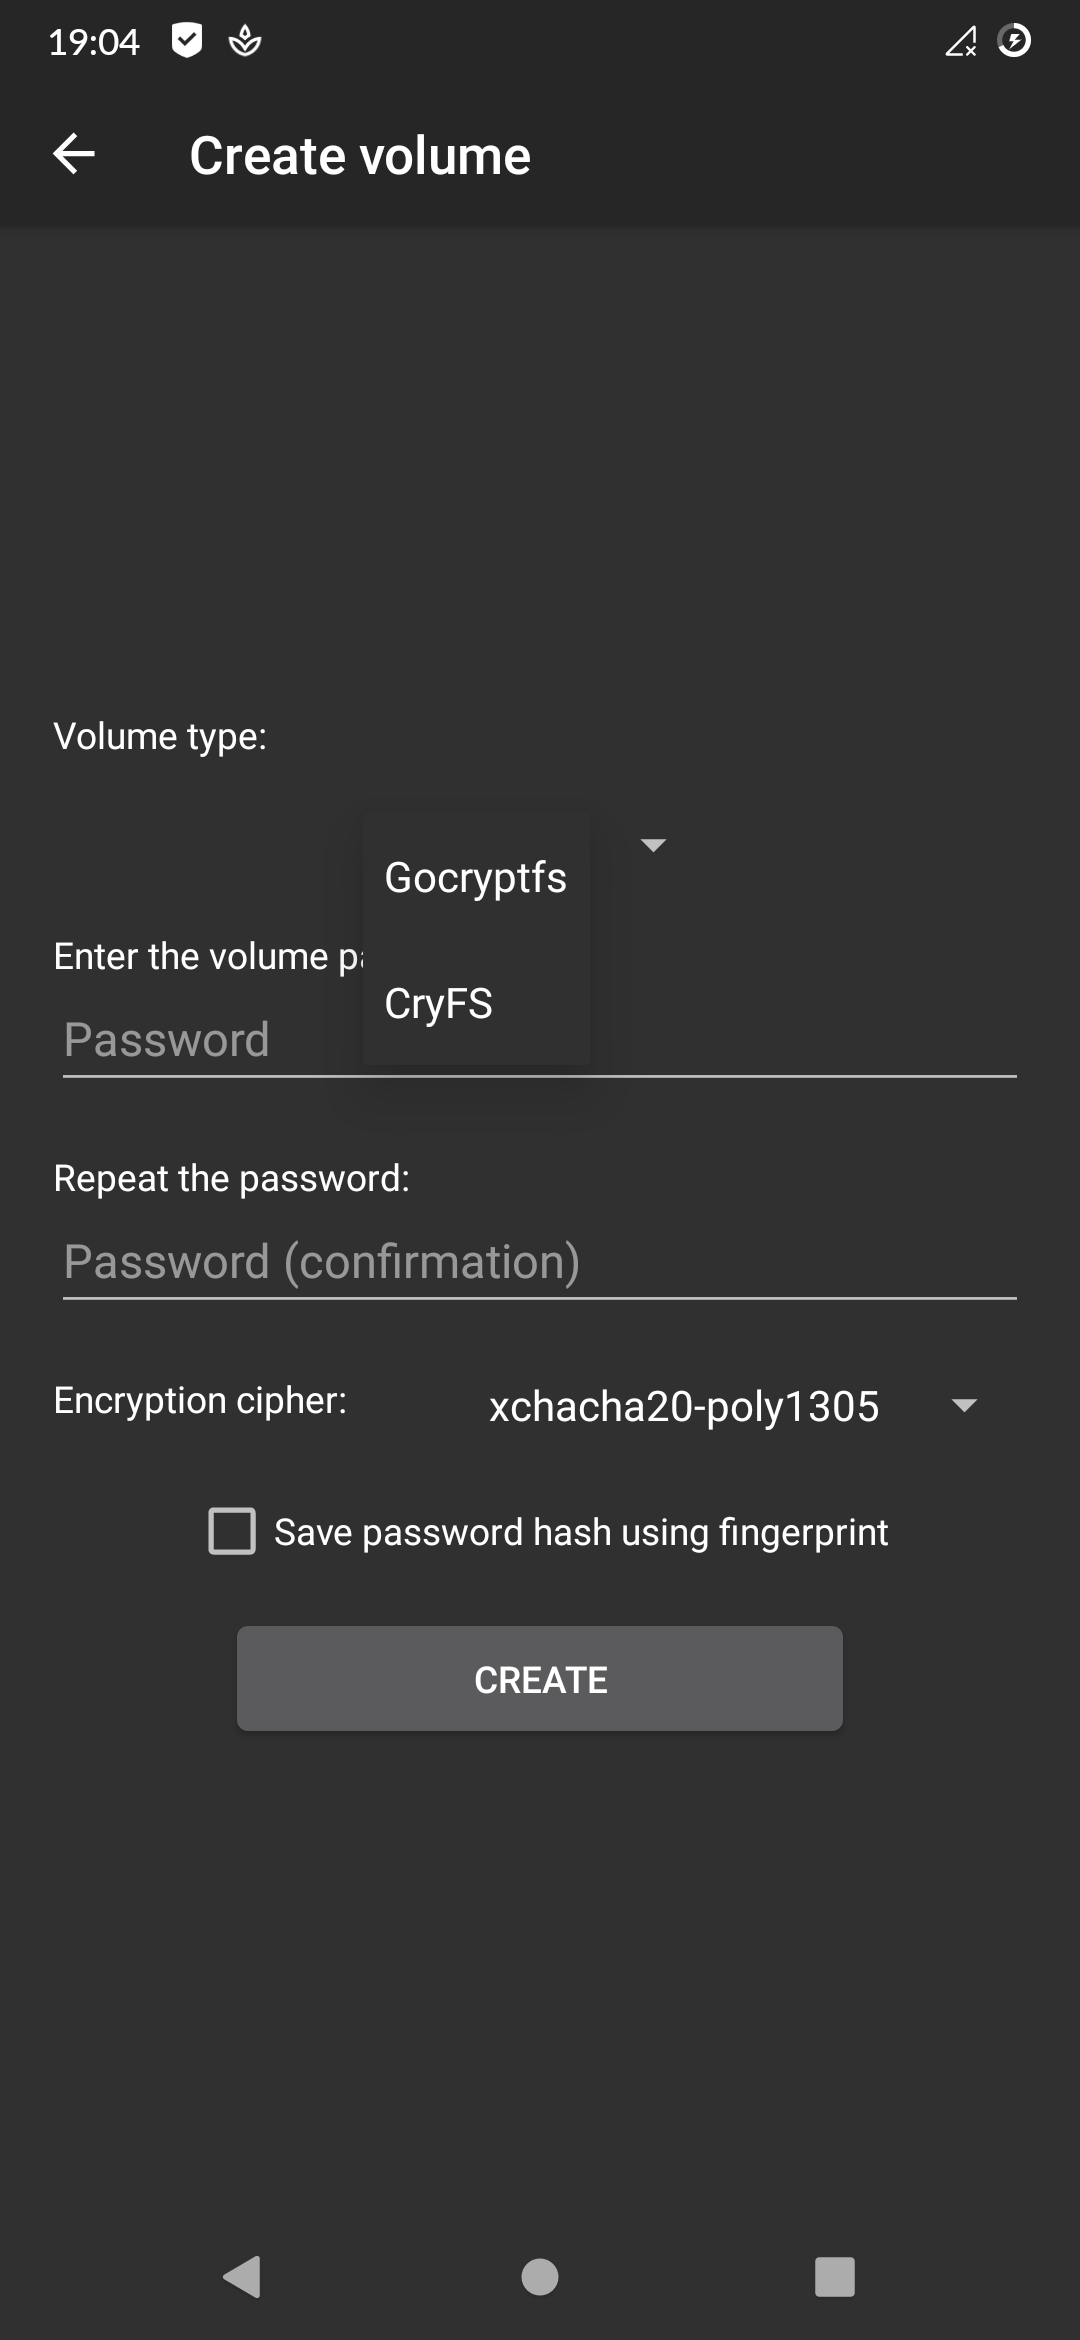 19:04
Create volume
Volume type:
Gocryptfs
Enter the volume
CryFS
Password
Repeat the password:
Password (confirmation)
Encryption cipher:
xchacha20-poly1305
Save password hash using fingerprint
CREATE